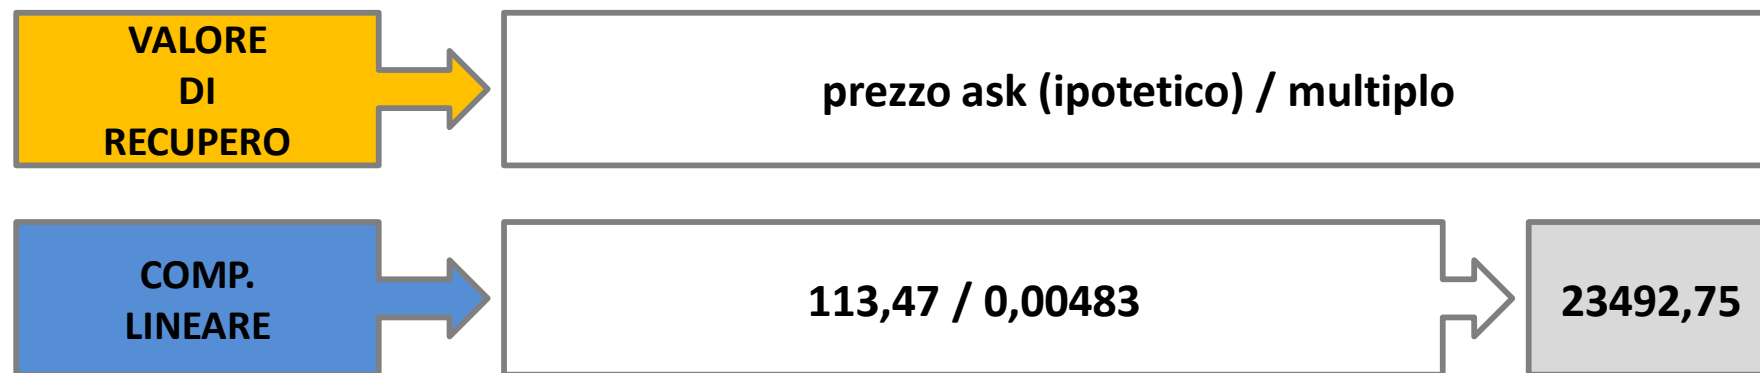 VALORE
DI
RECUPERO
prezzo ask (ipotetico) / multiplo
COMP.
LINEARE
113,47 / 0,00483
23492,75